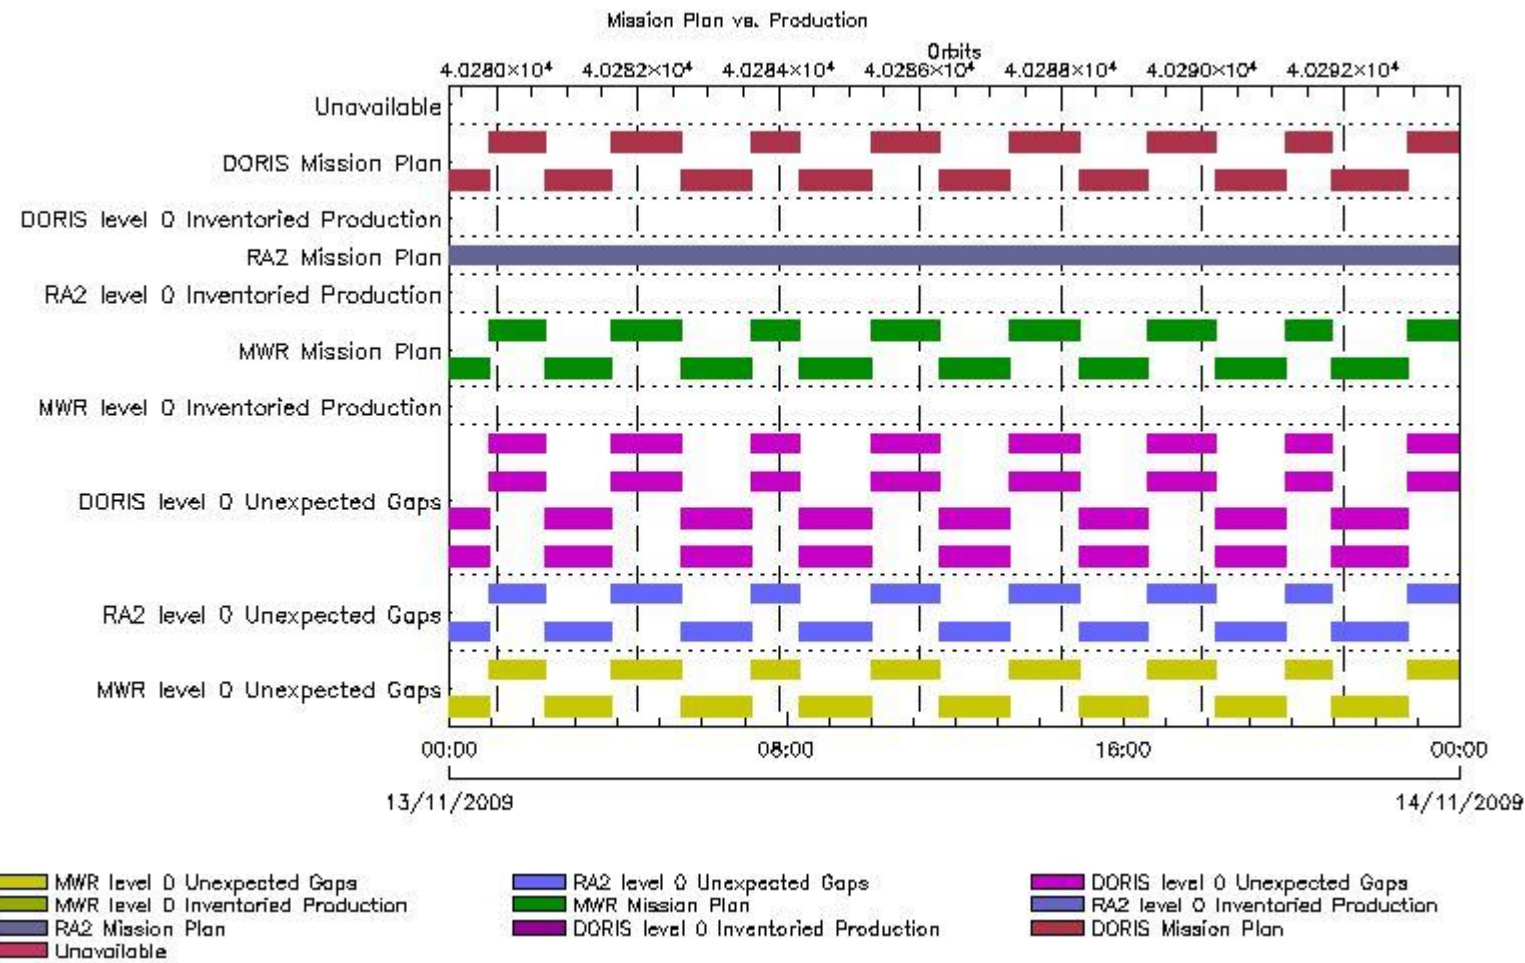 Mission Plan vs. Production
Orbits
4.0280×10⁴ 4.0282×10⁴ 4.0284×10⁴ 4.0286×10⁴ 4.0288×10⁴ 4.0290×10⁴ 4.0292×10⁴
Unavailable
DORIS Mission Plan
DORIS level 0 Inventoried Production
RA2 Mission Plan
RA2 level 0 Inventoried Production
MWR Mission Plan
MWR level 0 Inventoried Production
DORIS level 0 Unexpected Gaps
RA2 level 0 Unexpected Gaps
MWR level 0 Unexpected Gaps
00:00 08:00 16:00 00:00
13/11/2009 14/11/2009
MWR level 0 Unexpected Gaps RA2 level 0 Unexpected Gaps DORIS level 0 Unexpected Gaps
MWR level 0 Inventoried Production MWR Mission Plan RA2 level 0 Inventoried Production
RA2 Mission Plan DORIS level 0 Inventoried Production DORIS Mission Plan
Unavailable